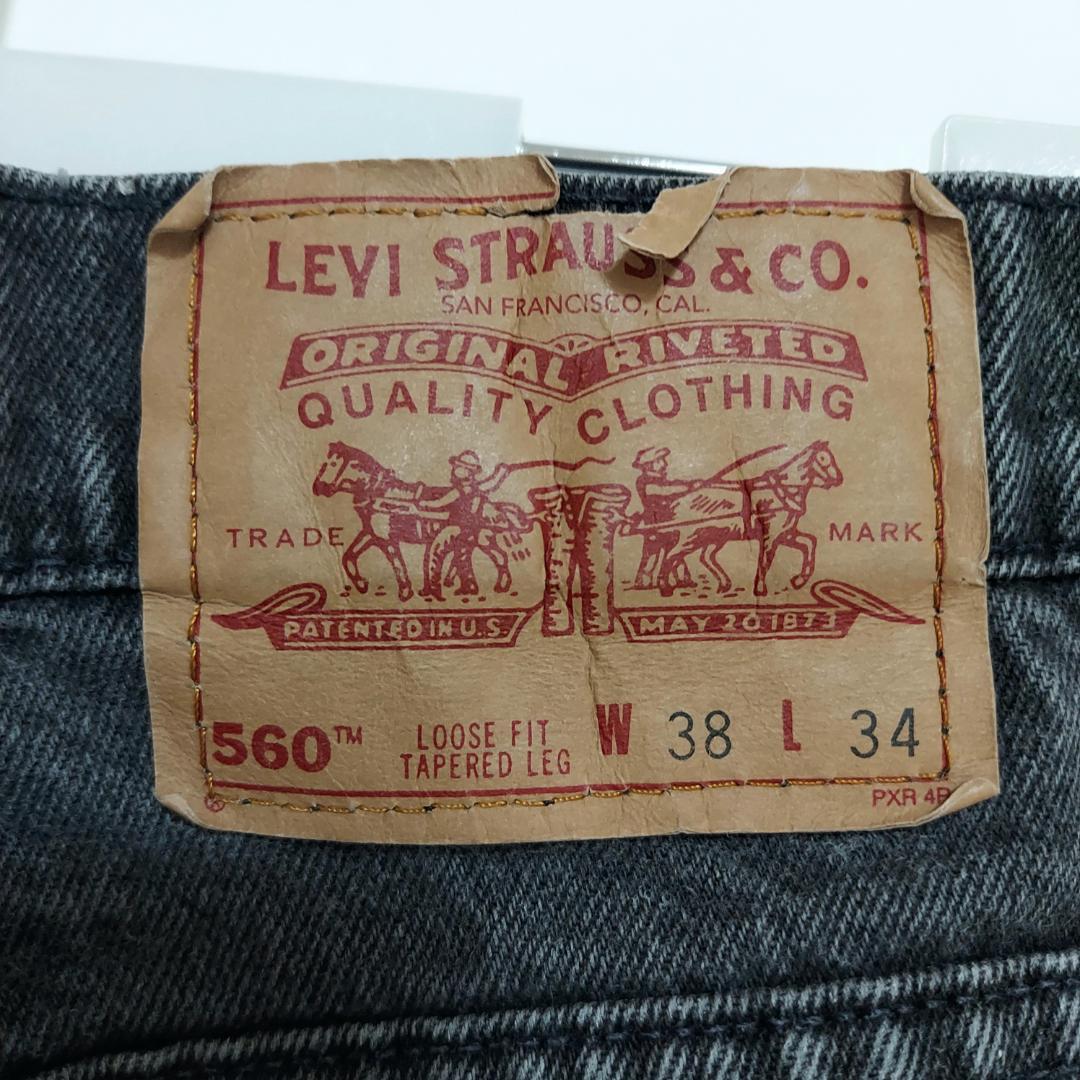 LEVI STRAUSS & CO.
SAN FRANCISCO, CAL.
ORIGINAL RIVETED
QUALITY CLOTHING
TRADE MARK
PATENTED IN U.S. MAY 20 1873
560™ LOOSE FIT W 38 L 34
TAPERED LEG
PXR